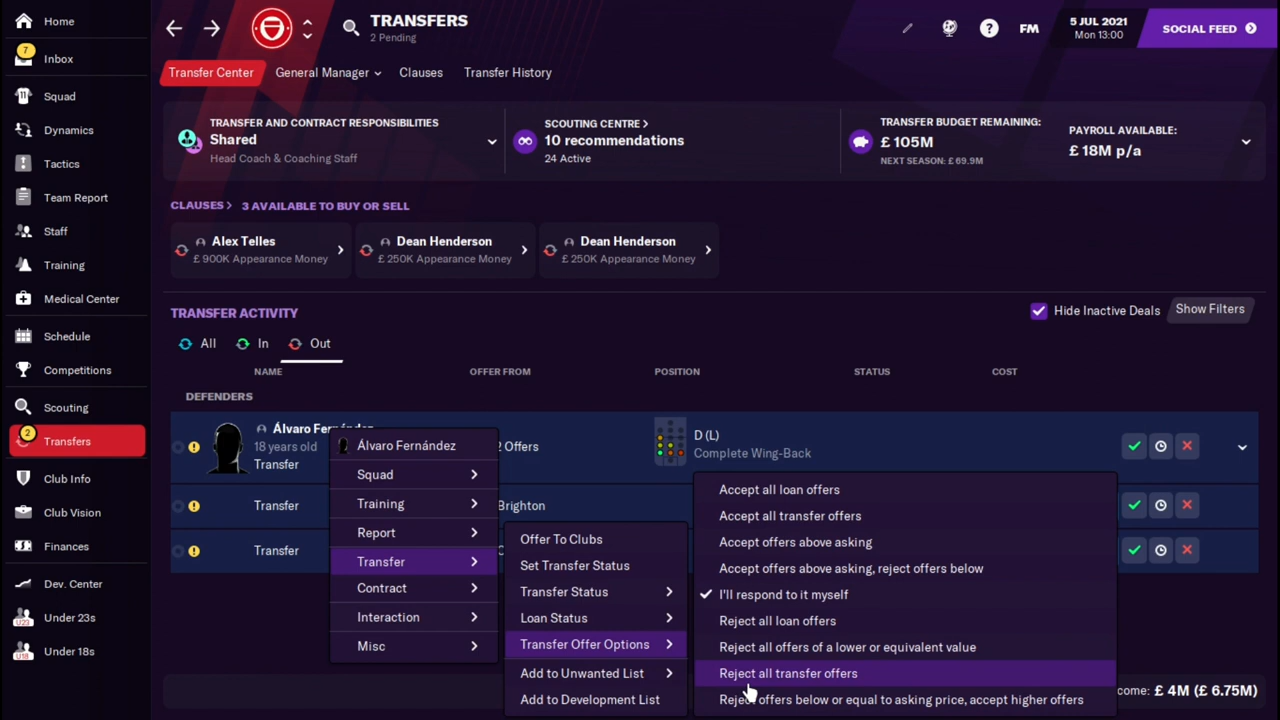 Home
7
Inbox
11
Squad
Dynamics
Tactics
Team Report
Staff
Training
Medical Center
Schedule
Competitions
Scouting
2
Transfers
Club Info
Club Vision
Finances
Dev. Center
U23
Under 23s
U18
Under 18s
TRANSFERS
2 Pending
?
FM
5 JUL 2021
Mon 13:00
SOCIAL FEED
Transfer Center
General Manager
Clauses
Transfer History
TRANSFER AND CONTRACT RESPONSIBILITIES
Shared
Head Coach & Coaching Staff
SCOUTING CENTRE >
10 recommendations
24 Active
TRANSFER BUDGET REMAINING:
£ 105M
NEXT SEASON: £ 69.9M
PAYROLL AVAILABLE:
£ 18M p/a
CLAUSES > 3 AVAILABLE TO BUY OR SELL
Alex Telles
£ 900K Appearance Money
Dean Henderson
£ 250K Appearance Money
Dean Henderson
£ 250K Appearance Money
TRANSFER ACTIVITY
Hide Inactive Deals
Show Filters
All
In
Out
NAME OFFER FROM POSITION STATUS COST
DEFENDERS
Álvaro Fernández
18 years old
Transfer
2 Offers
D (L)
Complete Wing-Back
Transfer
Brighton
Transfer
Álvaro Fernández
Squad
Training
Report
Transfer
Contract
Interaction
Misc
Offer To Clubs
Set Transfer Status
Transfer Status
Loan Status
Transfer Offer Options
Add to Unwanted List
Add to Development List
Accept all loan offers
Accept all transfer offers
Accept offers above asking
Accept offers above asking, reject offers below
I'll respond to it myself
Reject all loan offers
Reject all offers of a lower or equivalent value
Reject all transfer offers
Reject offers below or equal to asking price, accept higher offers
£ 4M (£ 6.75M)